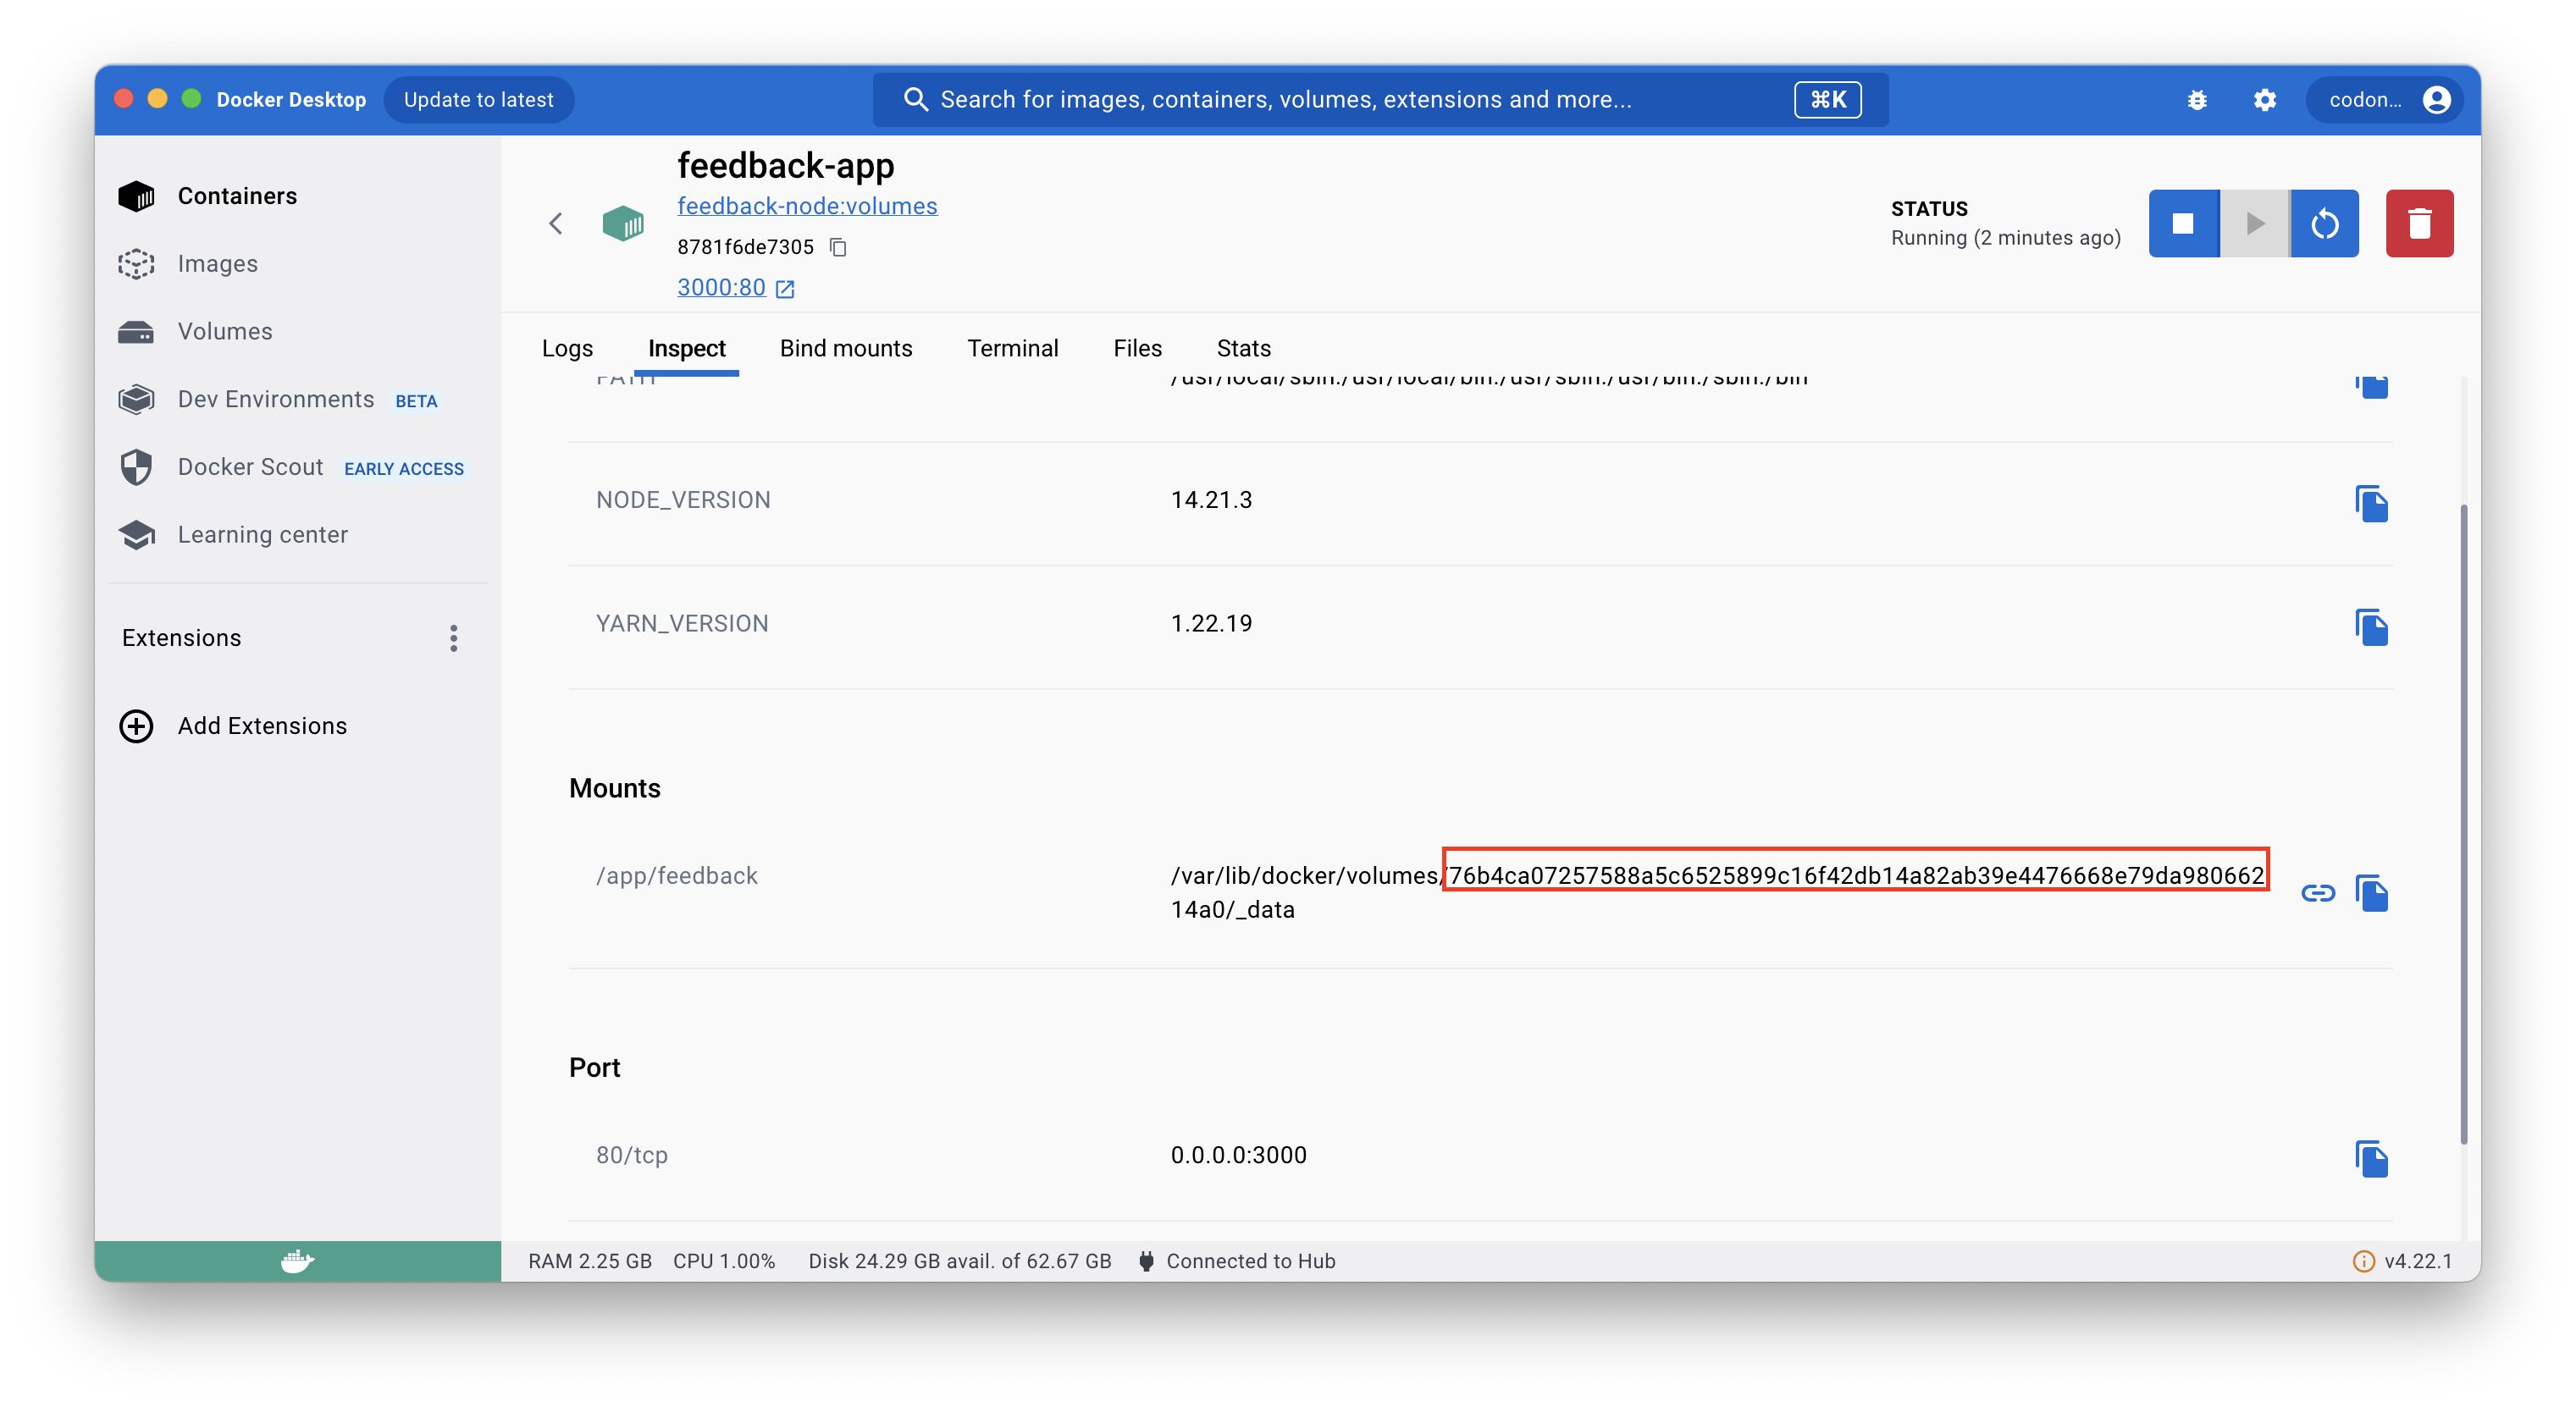 Docker Desktop
Update to latest
Search for images, containers, volumes, extensions and more...
⌘K
codon...
Containers
Images
Volumes
Dev Environments BETA
Docker Scout EARLY ACCESS
Learning center
Extensions
Add Extensions
feedback-app
feedback-node:volumes
8781f6de7305
3000:80
STATUS
Running (2 minutes ago)
Logs Inspect Bind mounts Terminal Files Stats
PATH /usr/local/sbin:/usr/local/bin:/usr/sbin:/usr/bin:/sbin:/bin
NODE_VERSION 14.21.3
YARN_VERSION 1.22.19
Mounts
/app/feedback /var/lib/docker/volumes/76b4ca07257588a5c6525899c16f42db14a82ab39e4476668e79da980662
14a0/_data
Port
80/tcp 0.0.0.0:3000
RAM 2.25 GB CPU 1.00% Disk 24.29 GB avail. of 62.67 GB Connected to Hub
v4.22.1